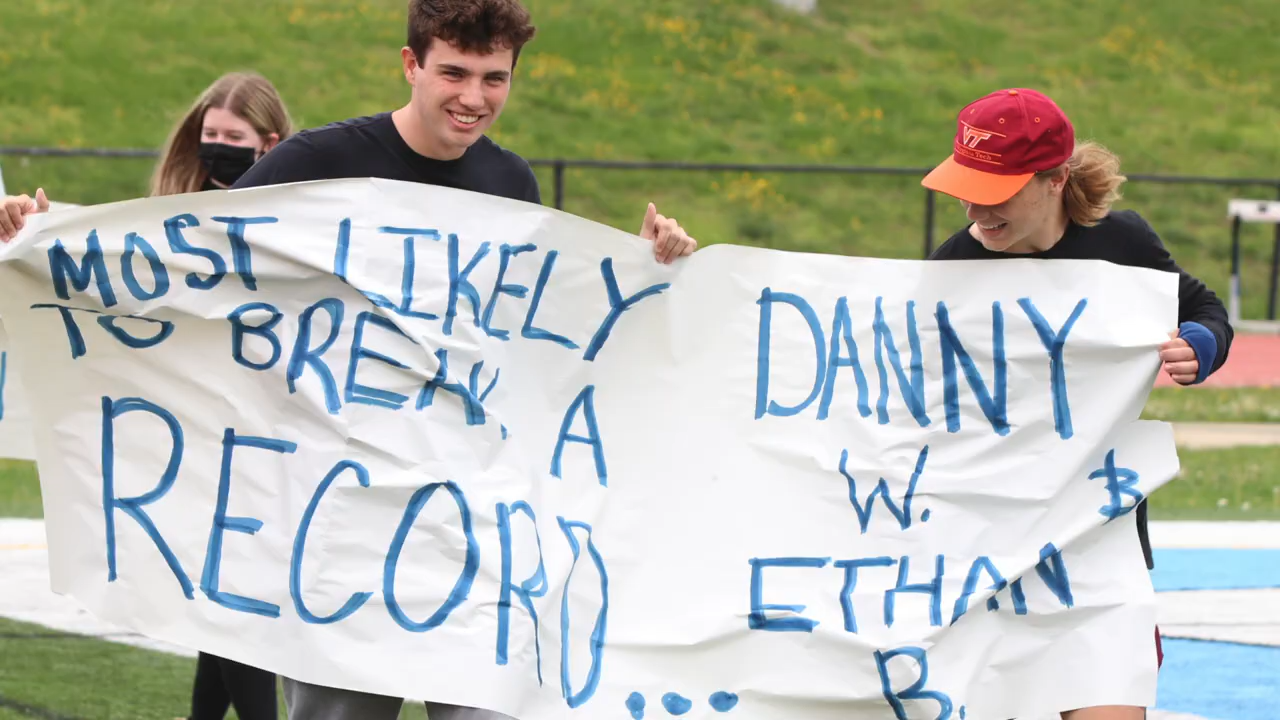 MOST LIKELY
TO BREAK A
RECORD...
DANNY
W. B
ETHAN
B.
VT